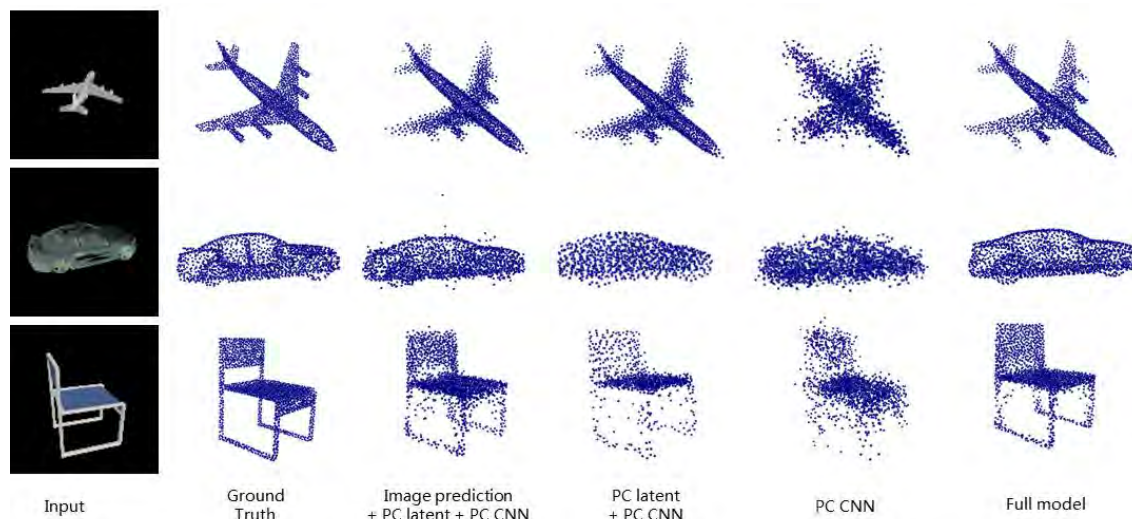 Input
Ground
Truth
Image prediction
+ PC latent + PC CNN
PC latent
+ PC CNN
PC CNN
Full model